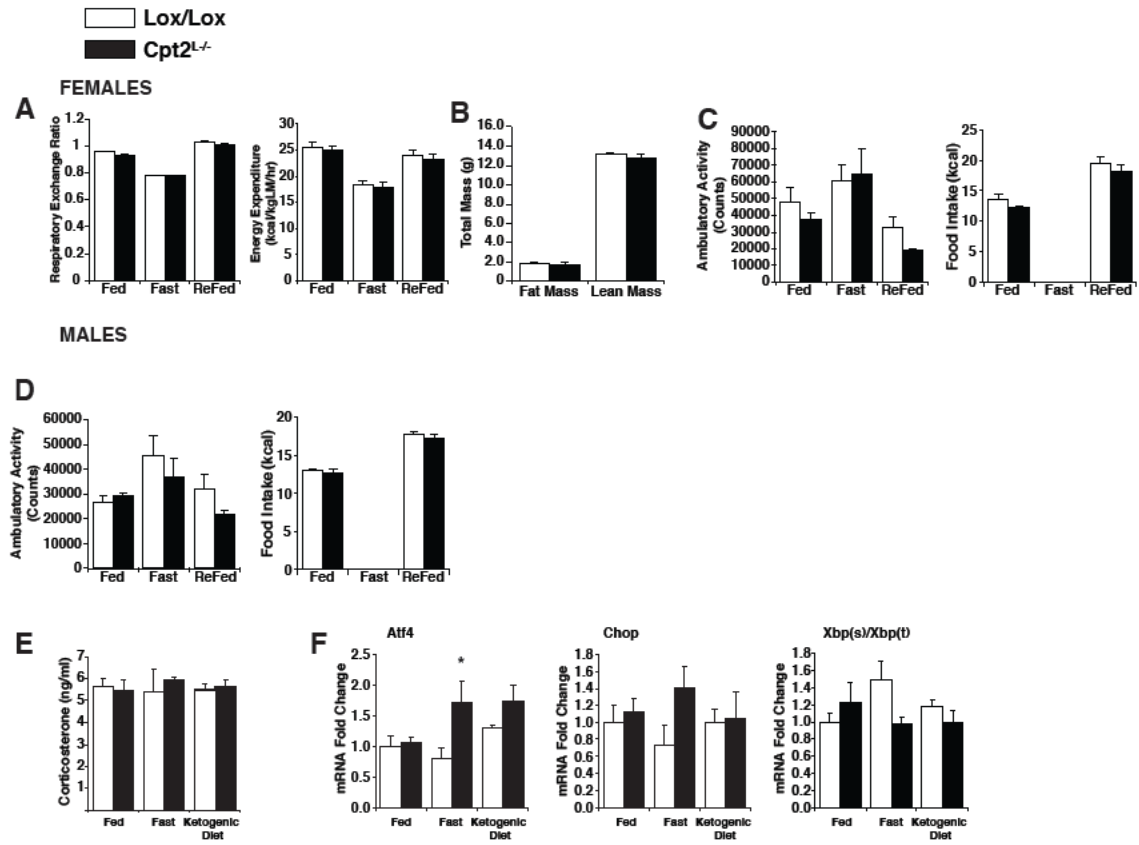 Lox/Lox
Cpt2L-/-
FEMALES
A
Respiratory Exchange Ratio
1.2
1
0.8
0.6
0.4
0.2
0
Fed Fast ReFed
Energy Expenditure
(kcal/kgLM/hr)
30
25
20
15
10
5
0
Fed Fast ReFed
B
Total Mass (g)
16.0
14.0
12.0
10.0
8.0
6.0
4.0
2.0
0
Fat Mass Lean Mass
C
Ambulatory Activity
(Counts)
90000
80000
70000
60000
50000
40000
30000
20000
10000
0
Fed Fast ReFed
Food Intake (kcal)
25
20
15
10
5
0
Fed Fast ReFed
MALES
D
Ambulatory Activity
(Counts)
60000
50000
40000
30000
20000
10000
0
Fed Fast ReFed
Food Intake (kcal)
20
15
10
5
0
Fed Fast ReFed
E
Corticosterone (ng/ml)
7
6
5
4
3
2
1
Fed Fast Ketogenic
Diet
F
Atf4
mRNA Fold Change
2.5
2.0
1.5
1.0
0.5
0.0
*
Fed Fast Ketogenic
Diet
Chop
mRNA Fold Change
1.8
1.6
1.4
1.2
1.0
0.8
0.6
0.4
0.2
0.0
Fed Fast Ketogenic
Diet
Xbp(s)/Xbp(t)
mRNA Fold Change
1.8
1.6
1.4
1.2
1.0
0.8
0.6
0.4
0.2
0.0
Fed Fast Ketogenic
Diet